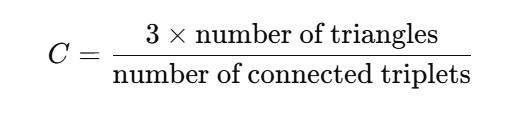 C = 3 × number of triangles / number of connected triplets